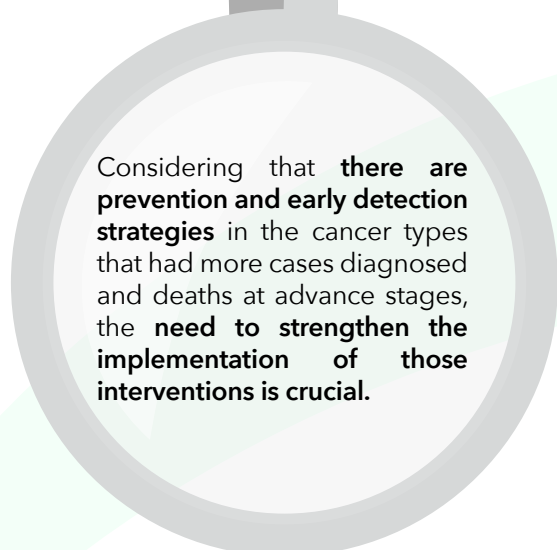 Considering that there are
prevention and early detection
strategies in the cancer types
that had more cases diagnosed
and deaths at advance stages,
the need to strengthen the
implementation of those
interventions is crucial.